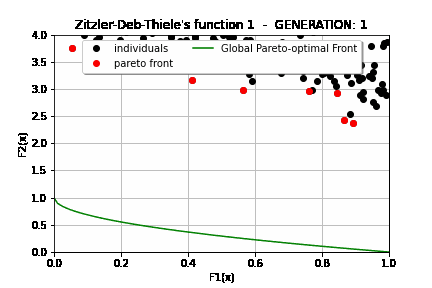 Zitzler-Deb-Thiele's function 1 - GENERATION: 1
individuals
pareto front
Global Pareto-optimal Front
4.0
3.5
3.0
2.5
2.0
1.5
1.0
0.5
0.0
F2(x)
0.0 0.2 0.4 0.6 0.8 1.0
F1(x)